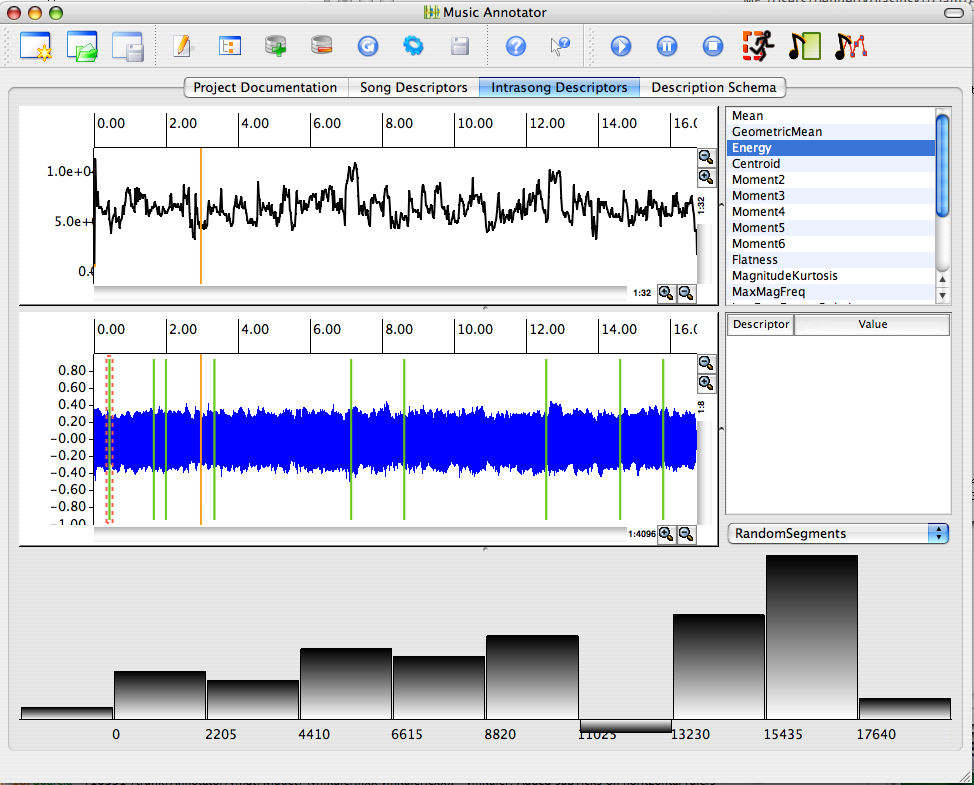 Music Annotator
Project Documentation Song Descriptors Intrasong Descriptors Description Schema
0.00 2.00 4.00 6.00 8.00 10.00 12.00 14.00 16.0
1.0e+0
5.0e+
0.0
1:32
1:32
Mean
GeometricMean
Energy
Centroid
Moment2
Moment3
Moment4
Moment5
Moment6
Flatness
MagnitudeKurtosis
MaxMagFreq
0.00 2.00 4.00 6.00 8.00 10.00 12.00 14.00 16.0
0.80
0.60
0.40
0.20
-0.00
-0.20
-0.40
-0.60
-0.80
-1.00
1:8
1:4096
Descriptor Value
RandomSegments
0 2205 4410 6615 8820 11025 13230 15435 17640